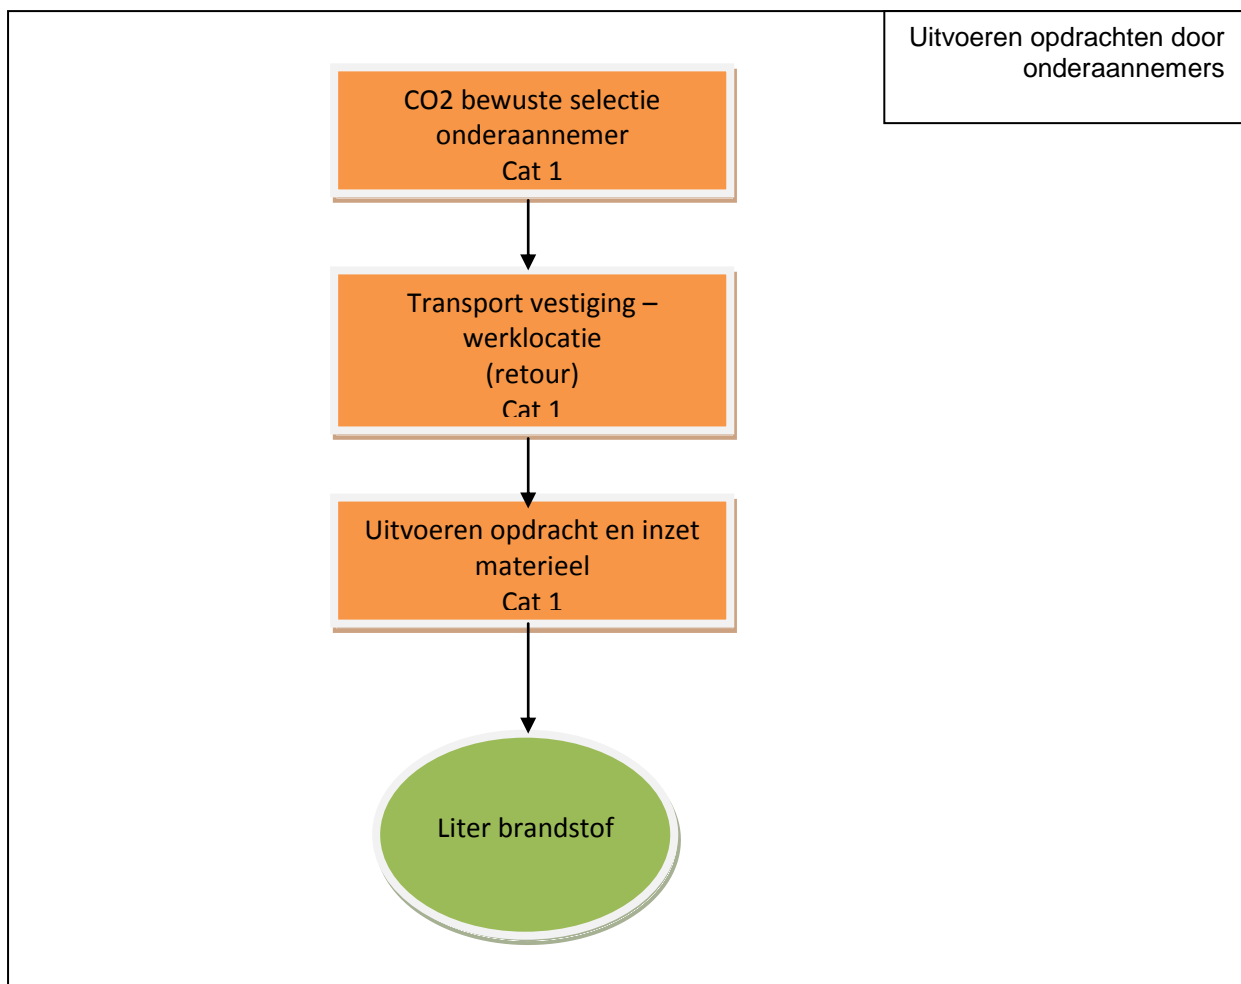 Uitvoeren opdrachten door
onderaannemers
CO2 bewuste selectie
onderaannemer
Cat 1
Transport vestiging –
werklocatie
(retour)
Cat 1
Uitvoeren opdracht en inzet
materieel
Cat 1
Liter brandstof